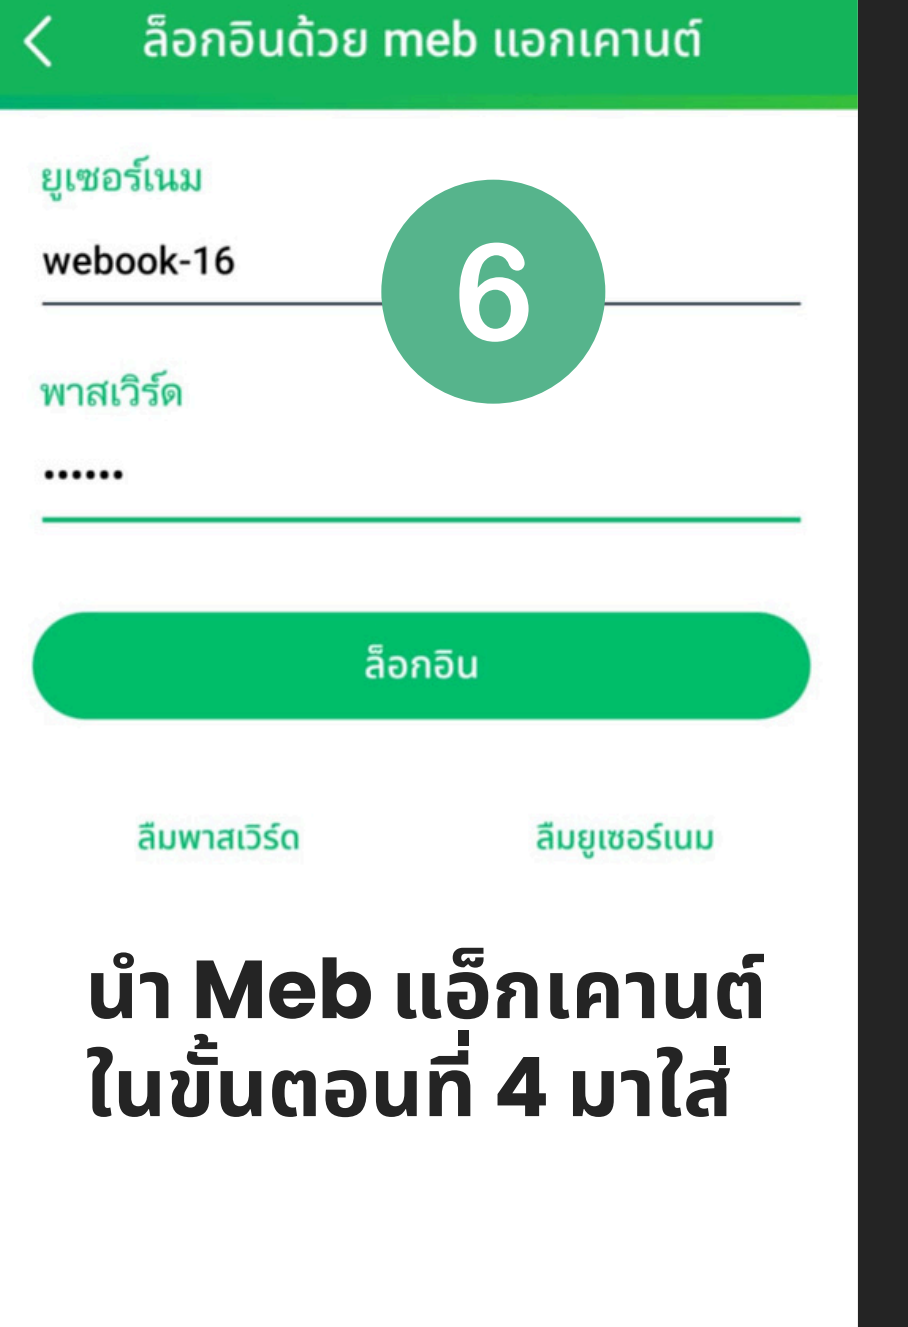 ล็อกอินด้วย meb แอกเคานต์
ยูเซอร์เนม
webook-16
6
พาสเวิร์ด
••••••
ล็อกอิน
ลืมพาสเวิร์ด
ลืมยูเซอร์เนม
นำ Meb แอ็กเคานต์
ในขั้นตอนที่ 4 มาใส่